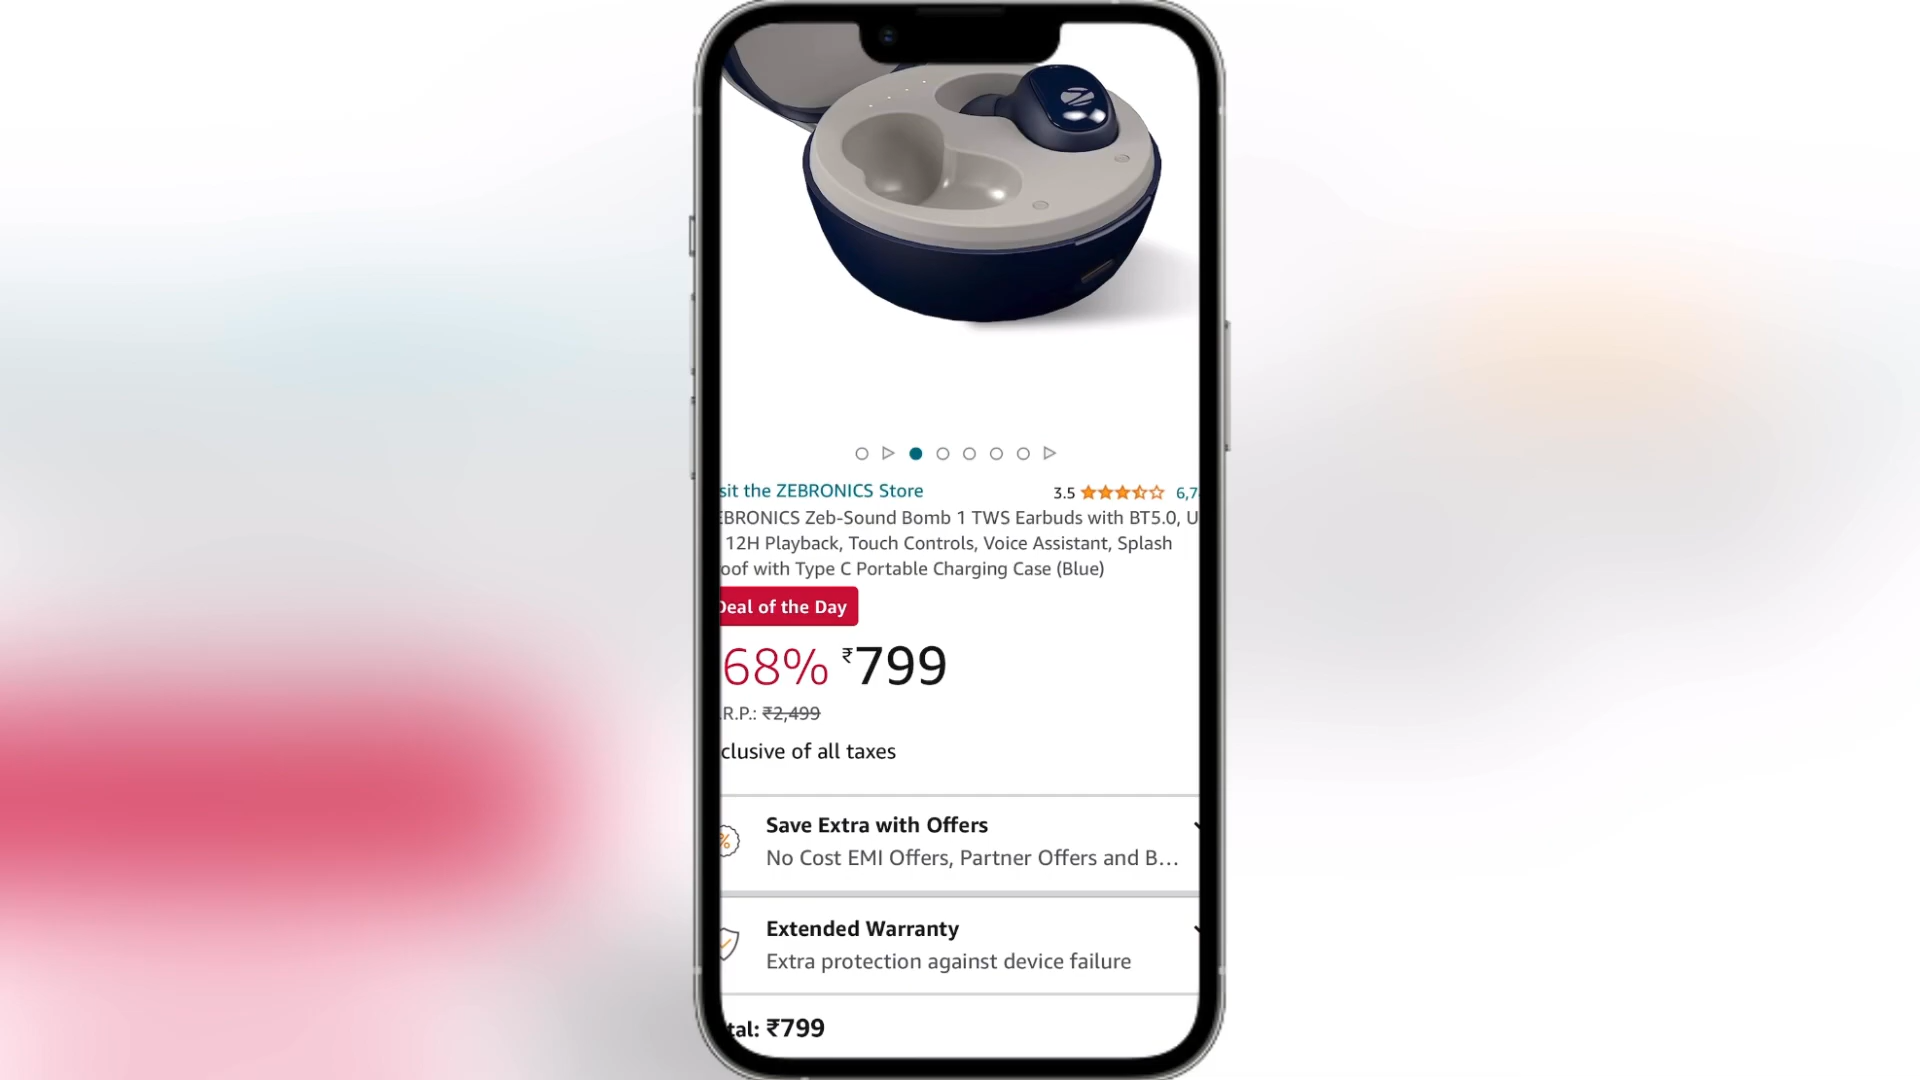 sit the ZEBRONICS Store
3.5 6,7
EBRONICS Zeb-Sound Bomb 1 TWS Earbuds with BT5.0, U
12H Playback, Touch Controls, Voice Assistant, Splash
oof with Type C Portable Charging Case (Blue)
Deal of the Day
68% ₹799
.R.P.: ₹2,499
clusive of all taxes
Save Extra with Offers
No Cost EMI Offers, Partner Offers and B...
Extended Warranty
Extra protection against device failure
tal: ₹799